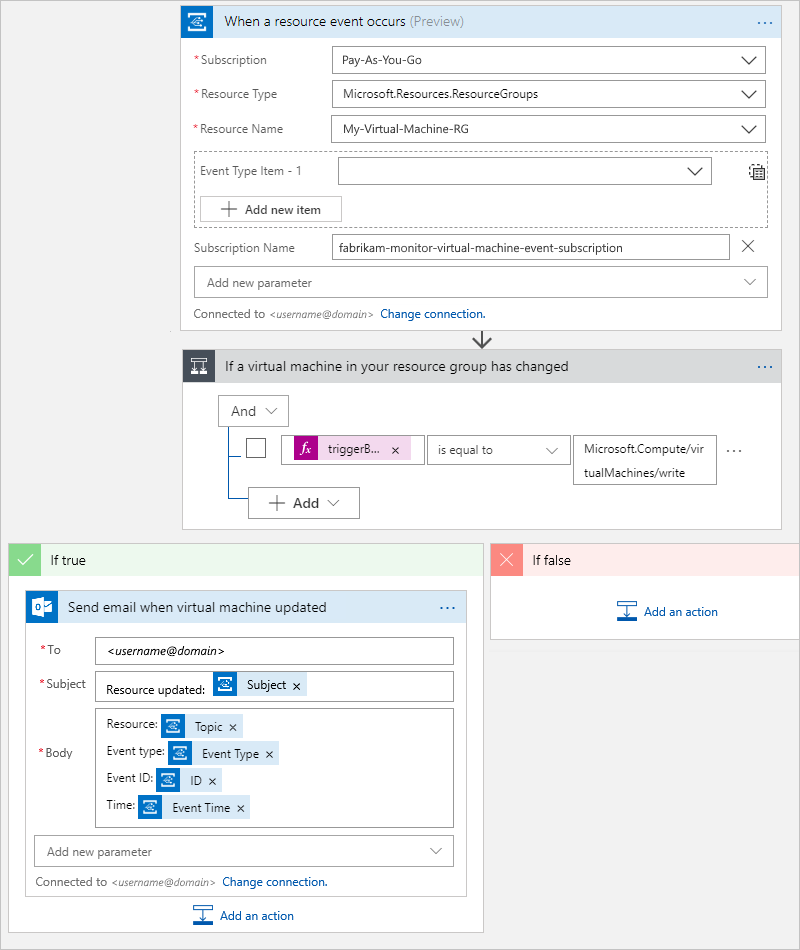 When a resource event occurs (Preview)
* Subscription Pay-As-You-Go
* Resource Type Microsoft.Resources.ResourceGroups
* Resource Name My-Virtual-Machine-RG
Event Type Item - 1
Add new item
Subscription Name fabrikam-monitor-virtual-machine-event-subscription
Add new parameter
Connected to <username@domain> Change connection.
If a virtual machine in your resource group has changed
And
fx triggerB... × is equal to Microsoft.Compute/vir
tualMachines/write
Add
If true
Send email when virtual machine updated
* To <username@domain>
* Subject Resource updated: Subject ×
* Body
Resource: Topic ×
Event type: Event Type ×
Event ID: ID ×
Time: Event Time ×
Add new parameter
Connected to <username@domain> Change connection.
Add an action
If false
Add an action